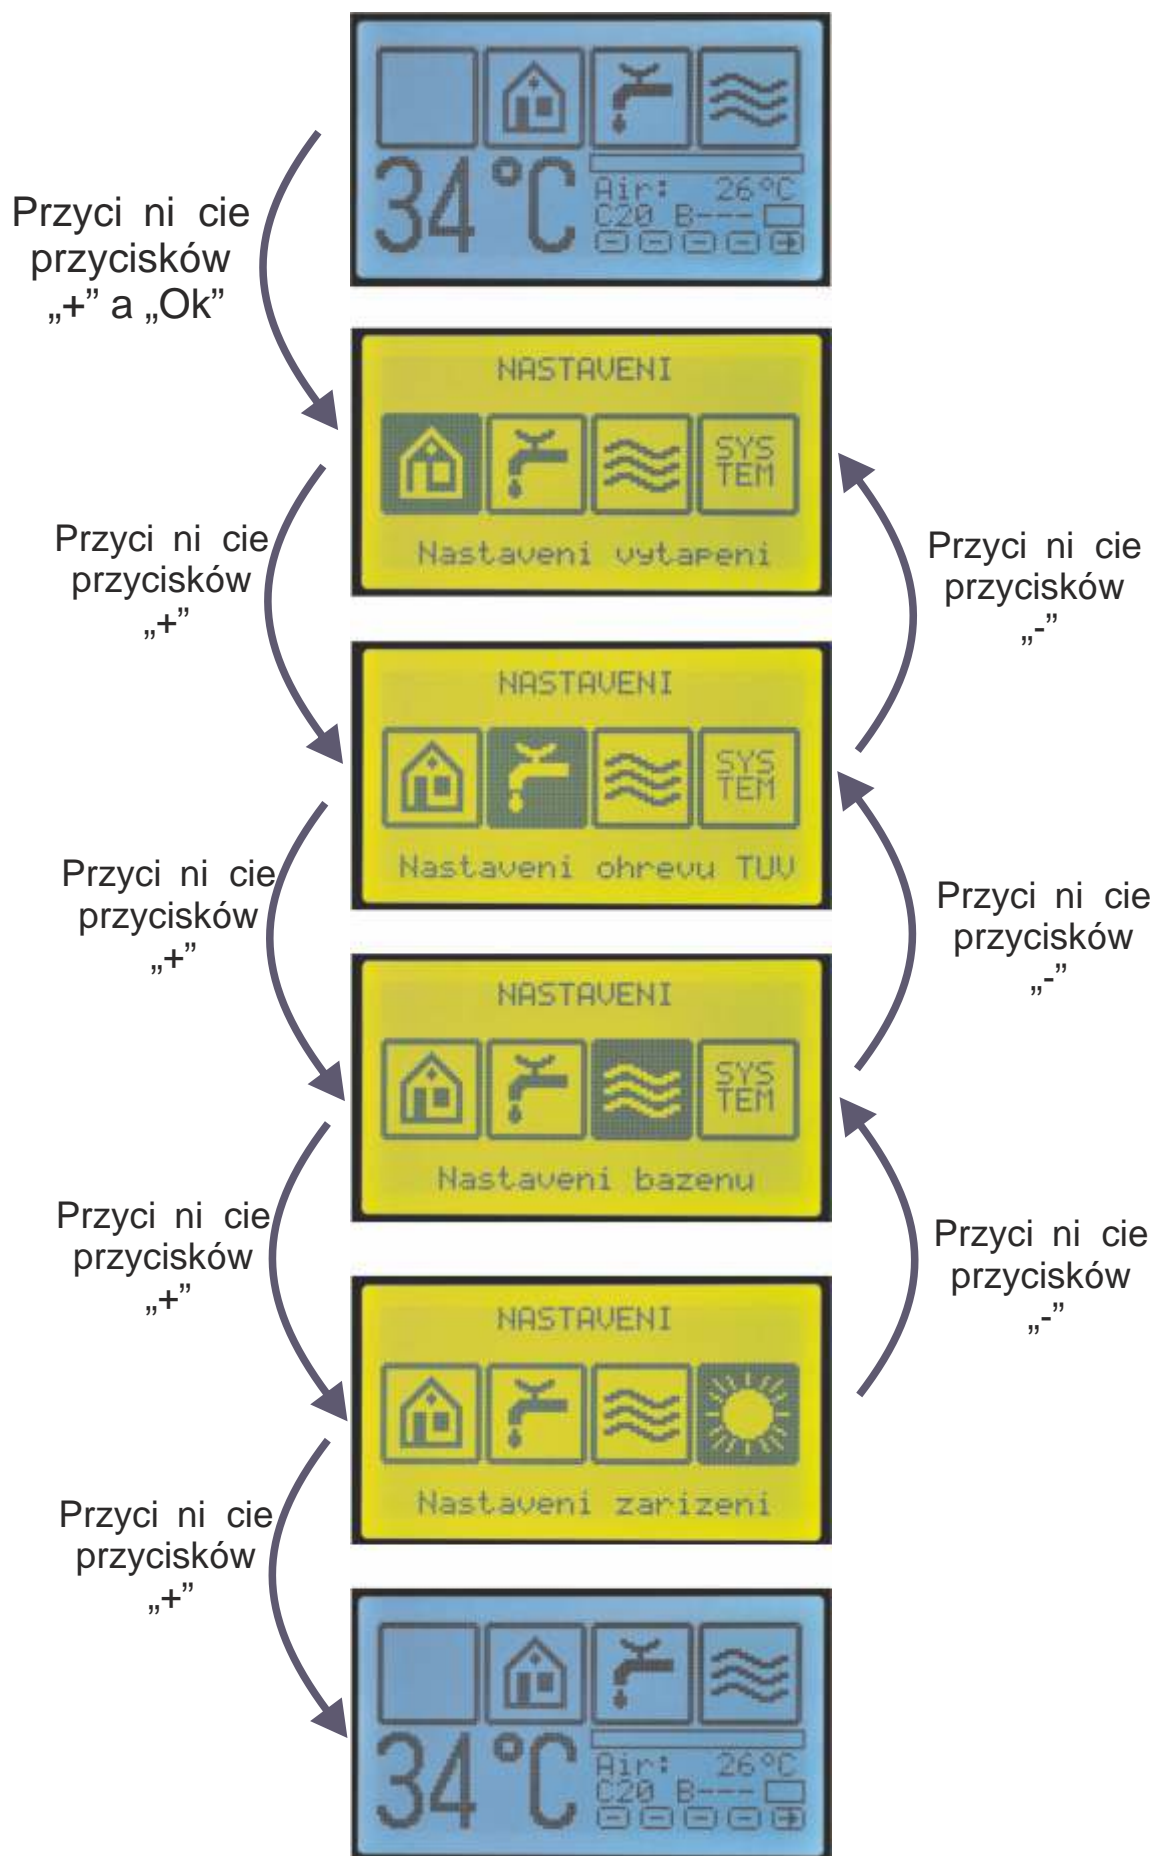 34°C
Air: 26°C
C20 B---
Przyci ni cie
przycisków
„+” a „Ok”
NASTAVENI
SYS
TEM
Nastaveni vytapeni
Przyci ni cie
przycisków
„+”
Przyci ni cie
przycisków
„-”
NASTAVENI
SYS
TEM
Nastaveni ohrevu TUV
Przyci ni cie
przycisków
„+”
Przyci ni cie
przycisków
„-”
NASTAVENI
SYS
TEM
Nastaveni bazenu
Przyci ni cie
przycisków
„+”
Przyci ni cie
przycisków
„-”
NASTAVENI
Nastaveni zarizeni
Przyci ni cie
przycisków
„+”
34°C
Air: 26°C
C20 B---